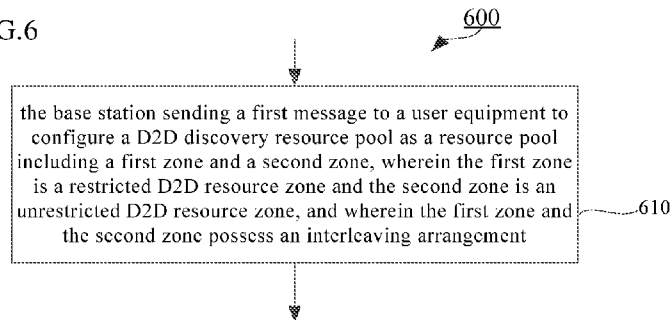 G.6
600
the base station sending a first message to a user equipment to
configure a D2D discovery resource pool as a resource pool
including a first zone and a second zone, wherein the first zone
is a restricted D2D resource zone and the second zone is an
unrestricted D2D resource zone, and wherein the first zone and
the second zone possess an interleaving arrangement
610